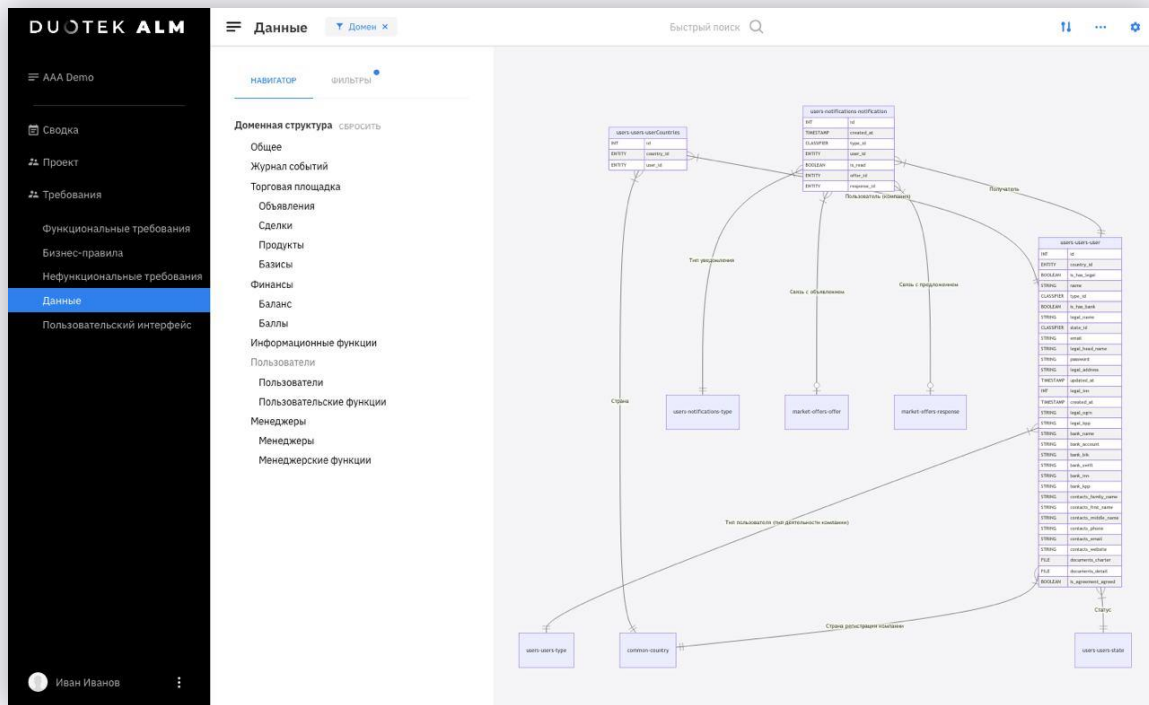 DUOTEK ALM
AAA Demo
Сводка
Проект
Требования
Функциональные требования
Бизнес-правила
Нефункциональные требования
Данные
Пользовательский интерфейс
Иван Иванов
Данные
Домен ×
Быстрый поиск
НАВИГАТОР
ФИЛЬТРЫ
Доменная структура СБРОСИТЬ
Общее
Журнал событий
Торговая площадка
Объявления
Сделки
Продукты
Базисы
Финансы
Баланс
Баллы
Информационные функции
Пользователи
Пользователи
Пользовательские функции
Менеджеры
Менеджеры
Менеджерские функции
users-users-userCountries
INT id
ENTITY country_id
ENTITY user_id
users-notifications-notification
INT id
TIMESTAMP created_at
CLASSIFIER type_id
ENTITY user_id
BOOLEAN is_read
ENTITY offer_id
ENTITY response_id
Пользователь (компания)
Получатель
Тип уведомления
Связь с объявлением
Связь с предложением
Страна
users-notifications-type
market-offers-offer
market-offers-response
users-users-user
INT id
ENTITY country_id
BOOLEAN is_has_legal
STRING name
CLASSIFIER type_id
BOOLEAN is_has_bank
STRING legal_name
CLASSIFIER state_id
STRING email
STRING legal_head_name
STRING password
STRING legal_address
TIMESTAMP updated_at
INT legal_inn
TIMESTAMP created_at
STRING legal_ogrn
STRING legal_kpp
STRING bank_name
STRING bank_account
STRING bank_bik
STRING bank_corr
STRING bank_inn
STRING bank_kpp
STRING contacts_family_name
STRING contacts_first_name
STRING contacts_middle_name
STRING contacts_phone
STRING contacts_email
STRING contacts_website
FILE documents_charter
FILE documents_detail
BOOLEAN is_agreement_agreed
Тип пользователя (тип деятельности компании)
Страна регистрации компании
Статус
users-users-type
common-country
users-users-state